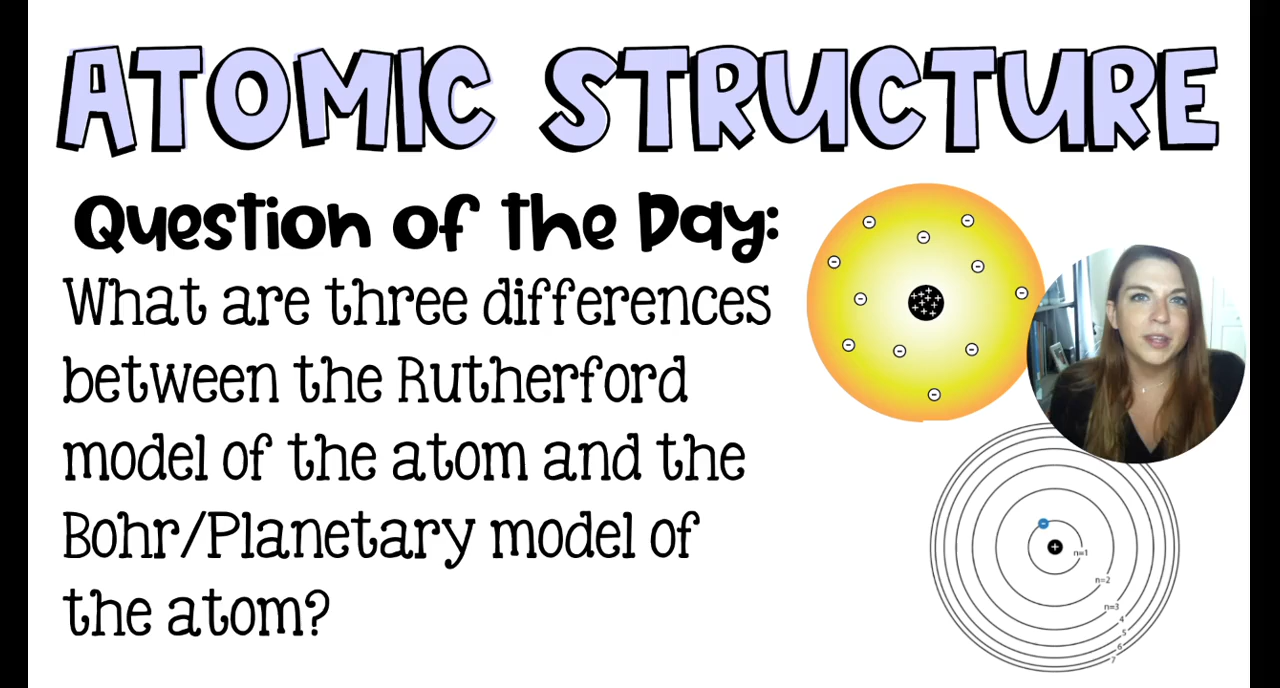 ATOMIC STRUCTURE
Question of the Day:
What are three differences
between the Rutherford
model of the atom and the
Bohr/Planetary model of
the atom?
n=1
n=2
n=3
4
5
6
7